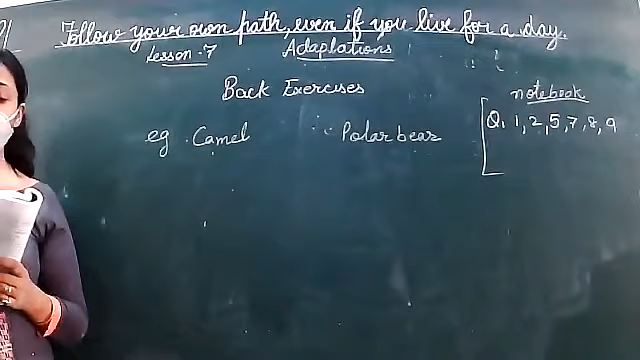 Follow your own path, even if you live for a day.
Lesson-7 Adaptations
Back Exercises
notebook
Q. 1, 2, 5, 7, 8, 9
eg Camel Polar bear